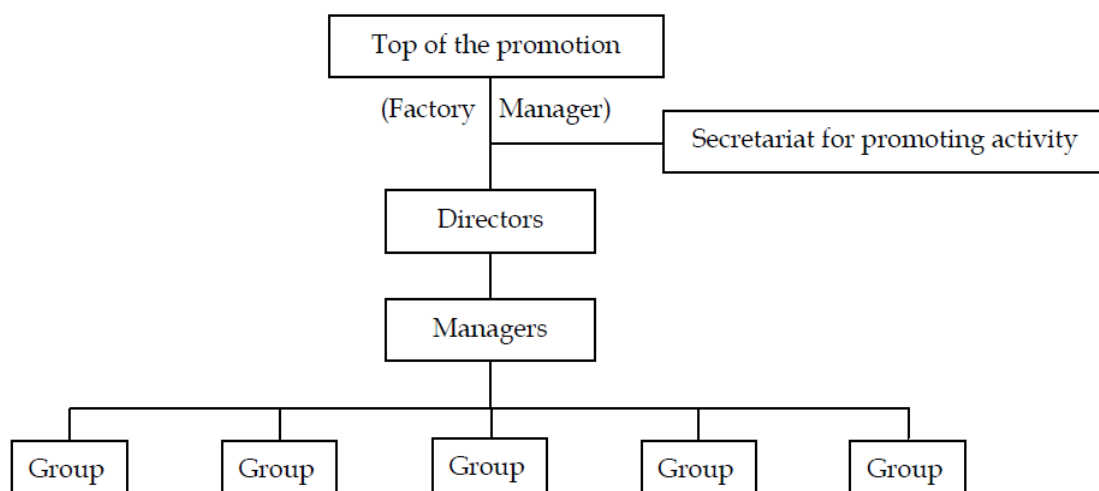 Top of the promotion
(Factory Manager)
Secretariat for promoting activity
Directors
Managers
Group
Group
Group
Group
Group